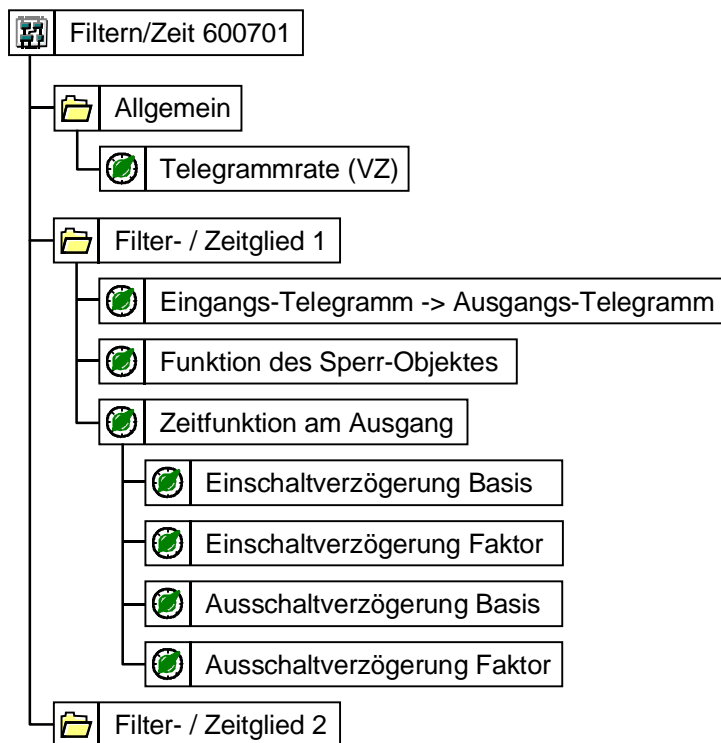 Filtern/Zeit 600701
Allgemein
Telegrammrate (VZ)
Filter- / Zeitglied 1
Eingangs-Telegramm -> Ausgangs-Telegramm
Funktion des Sperr-Objektes
Zeitfunktion am Ausgang
Einschaltverzögerung Basis
Einschaltverzögerung Faktor
Ausschaltverzögerung Basis
Ausschaltverzögerung Faktor
Filter- / Zeitglied 2